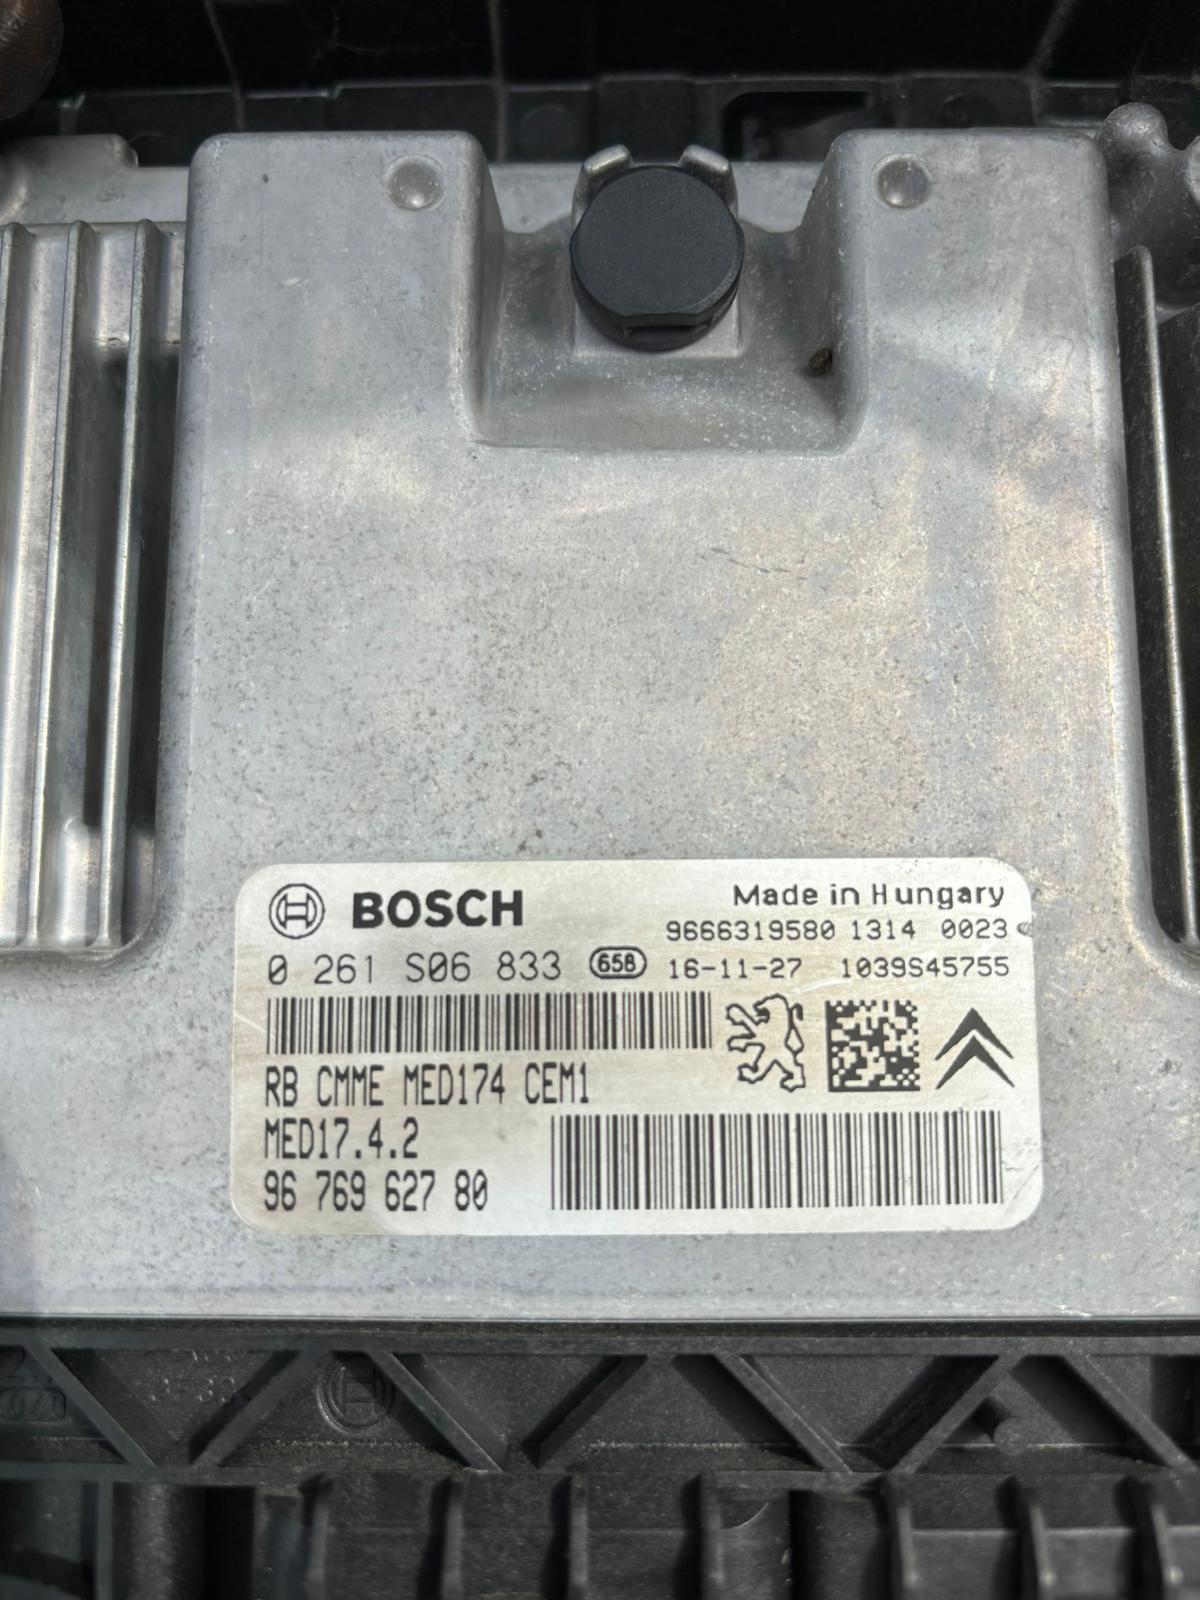 BOSCH
Made in Hungary
9666319580 1314 0023
0 261 S06 833 658 16-11-27 1039S45755
RB CMME MED174 CEM1
MED17.4.2
96 769 627 80